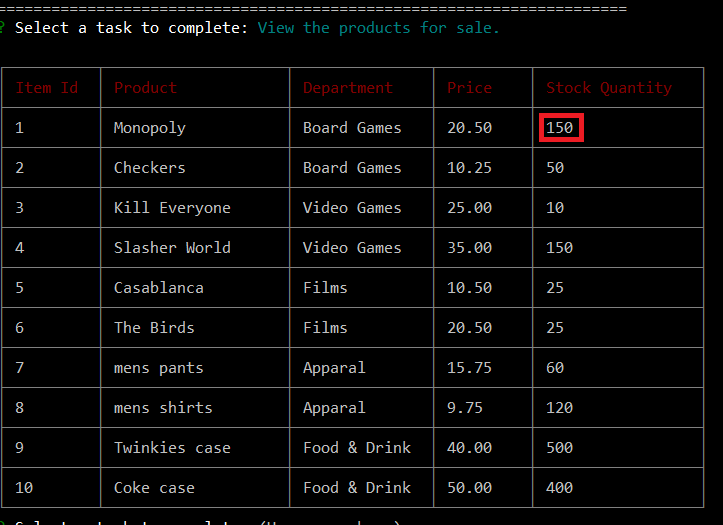 ======================================================================
? Select a task to complete: View the products for sale.
Item Id Product Department Price Stock Quantity
1 Monopoly Board Games 20.50 150
2 Checkers Board Games 10.25 50
3 Kill Everyone Video Games 25.00 10
4 Slasher World Video Games 35.00 150
5 Casablanca Films 10.50 25
6 The Birds Films 20.50 25
7 mens pants Apparal 15.75 60
8 mens shirts Apparal 9.75 120
9 Twinkies case Food & Drink 40.00 500
10 Coke case Food & Drink 50.00 400